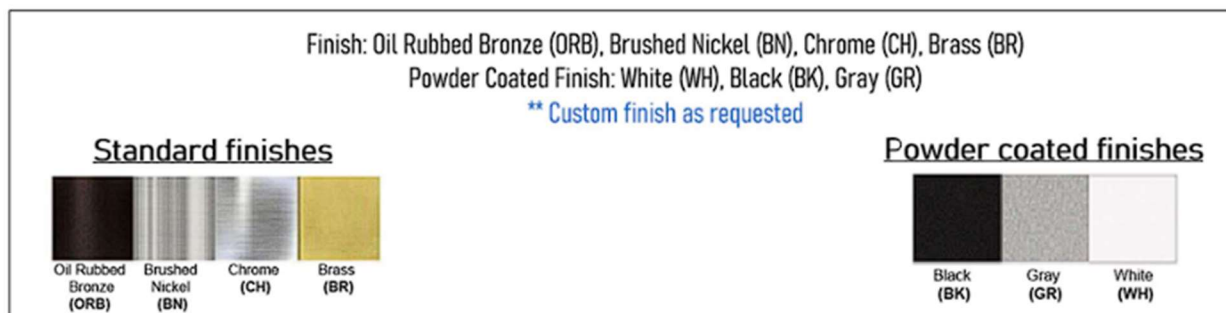 Finish: Oil Rubbed Bronze (ORB), Brushed Nickel (BN), Chrome (CH), Brass (BR)
Powder Coated Finish: White (WH), Black (BK), Gray (GR)
** Custom finish as requested
Standard finishes
Oil Rubbed
Bronze
(ORB)
Brushed
Nickel
(BN)
Chrome
(CH)
Brass
(BR)
Powder coated finishes
Black
(BK)
Gray
(GR)
White
(WH)